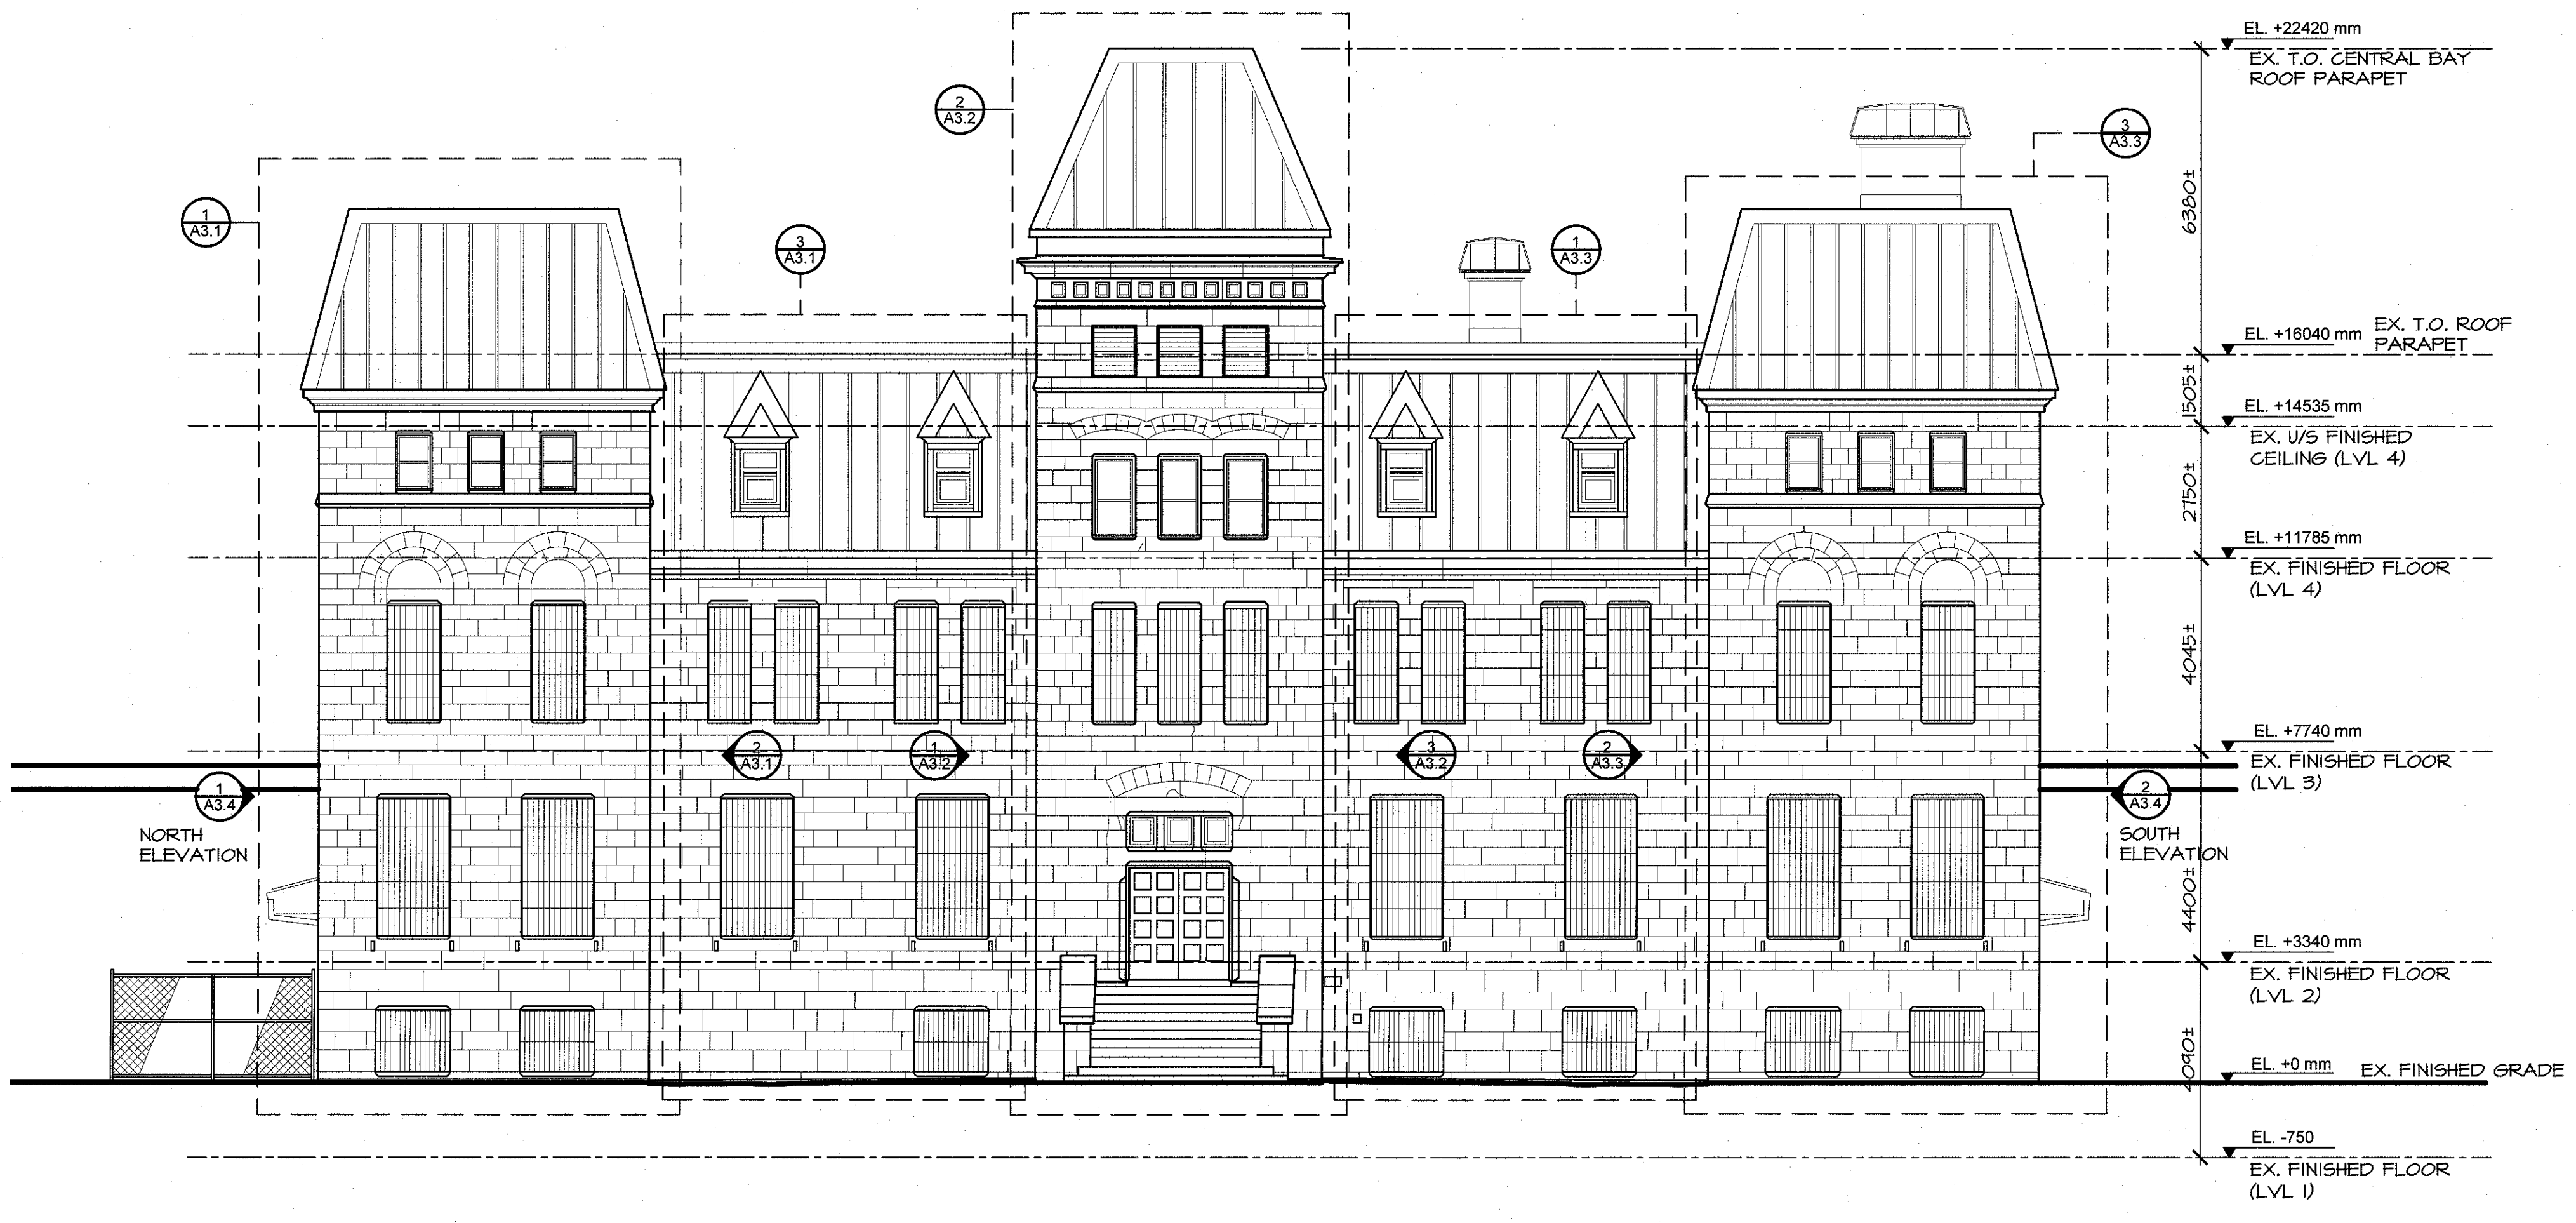 EL. +22420 mm
EX. T.O. CENTRAL BAY
ROOF PARAPET
2
A3.2
3
A3.3
6380±
1
A3.1
3
A3.1
1
A3.3
EL. +16040 mm
EX. T.O. ROOF
PARAPET
1505±
EL. +14535 mm
EX. U/S FINISHED
CEILING (LVL 4)
2750±
EL. +11785 mm
EX. FINISHED FLOOR
(LVL 4)
4045±
EL. +7740 mm
EX. FINISHED FLOOR
(LVL 3)
2
A3.1
1
A3.2
3
A3.2
2
A3.3
1
A3.4
NORTH
ELEVATION
2
A3.4
SOUTH
ELEVATION
4400±
EL. +3340 mm
EX. FINISHED FLOOR
(LVL 2)
4090±
EL. +0 mm
EX. FINISHED GRADE
EL. -750
EX. FINISHED FLOOR
(LVL 1)